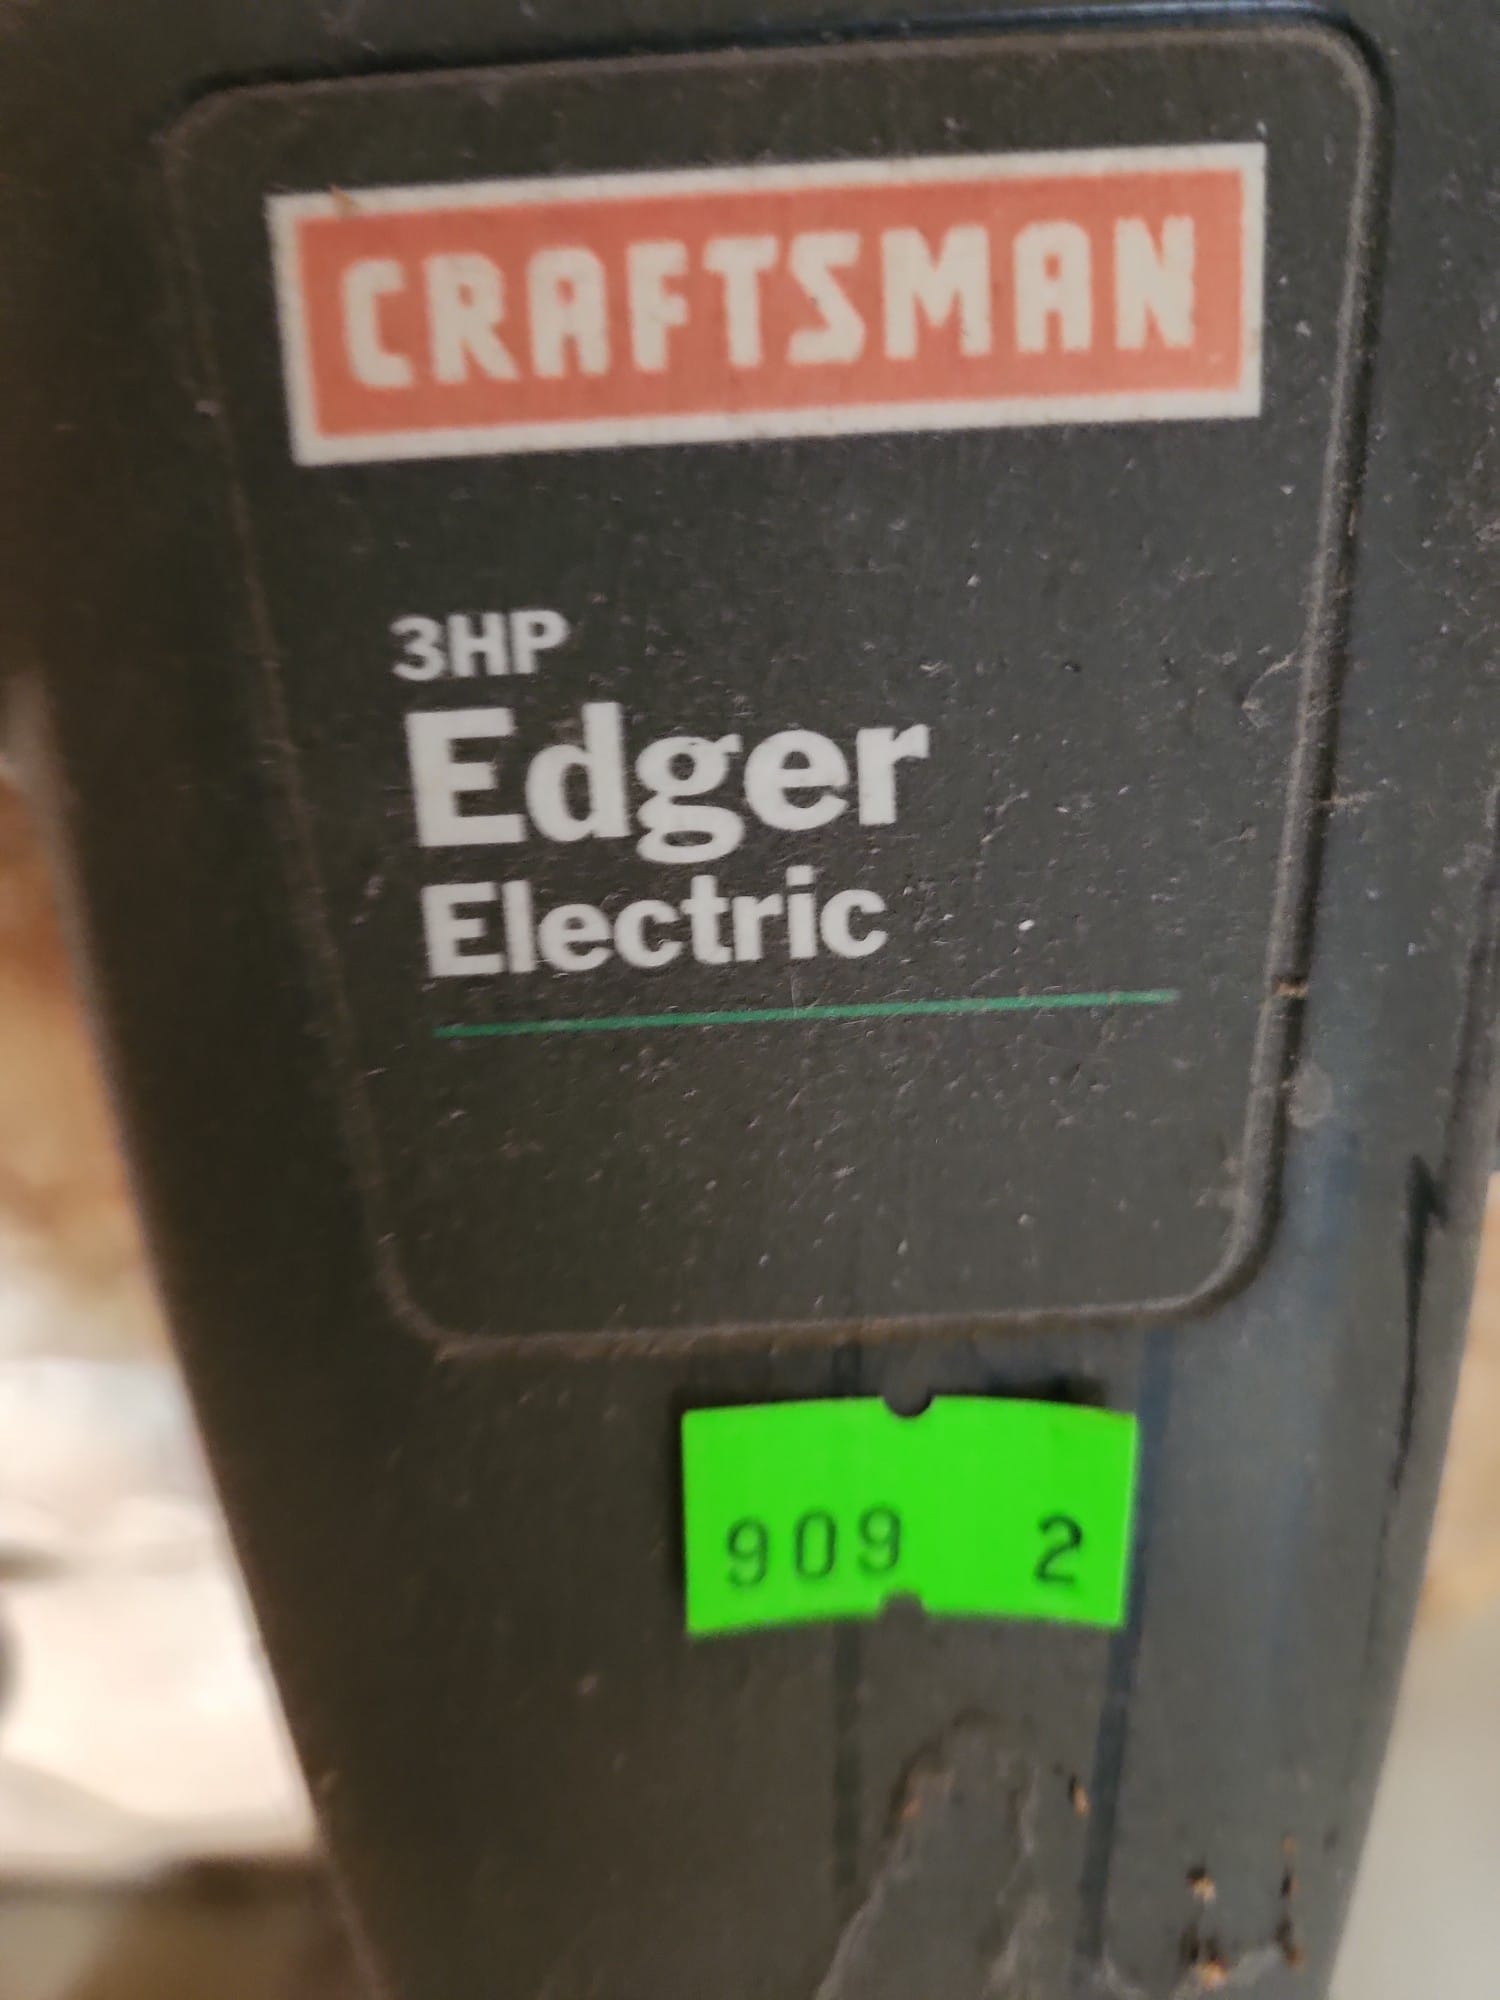 CRAFTSMAN
3HP
Edger
Electric
909 2